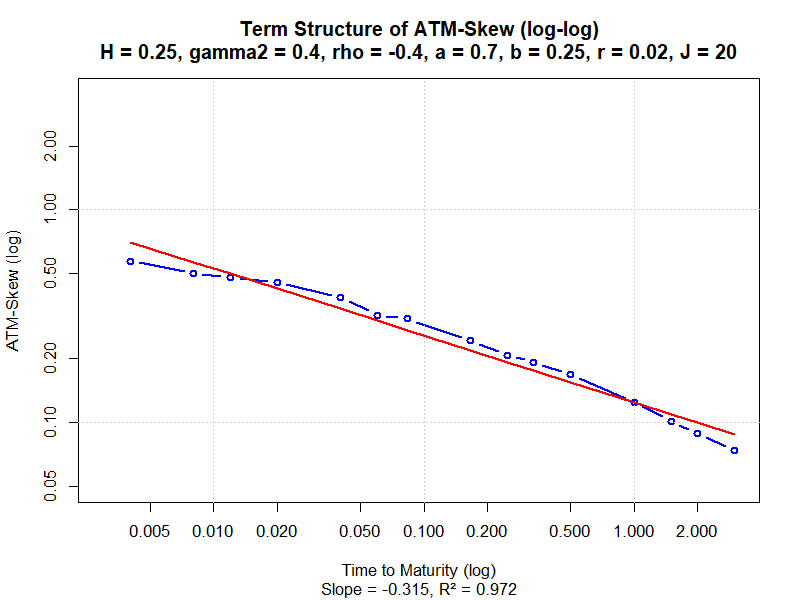 Term Structure of ATM-Skew (log-log)
H = 0.25, gamma2 = 0.4, rho = -0.4, a = 0.7, b = 0.25, r = 0.02, J = 20
ATM-Skew (log)
2.00
1.00
0.50
0.20
0.10
0.05
0.005 0.010 0.020 0.050 0.100 0.200 0.500 1.000 2.000
Time to Maturity (log)
Slope = -0.315, R² = 0.972